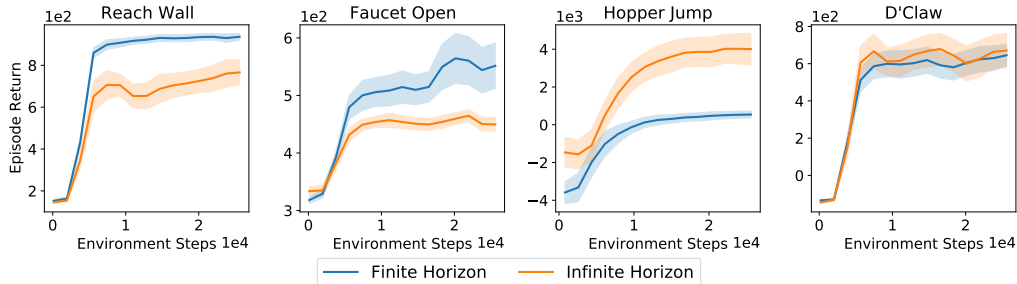 Reach Wall
Faucet Open
Hopper Jump
D'Claw
1e2
1e2
1e3
1e2
Episode Return
8
6
4
2
6
5
4
3
4
2
0
−2
−4
8
6
4
2
0
0 1 2
0 1 2
0 1 2
0 1 2
Environment Steps 1e4
Environment Steps 1e4
Environment Steps 1e4
Environment Steps 1e4
Finite Horizon Infinite Horizon